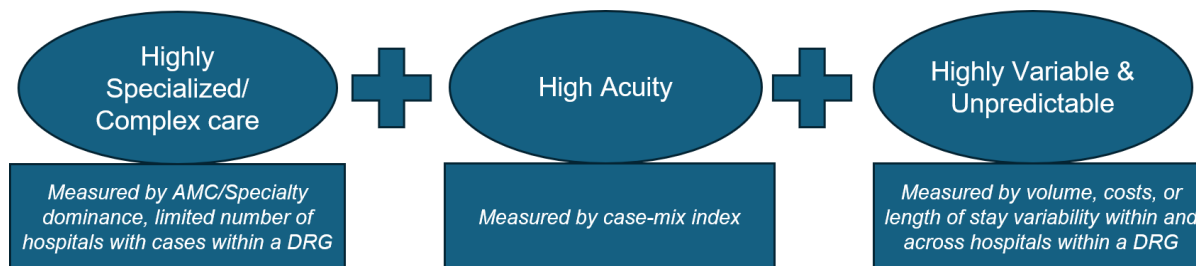 Highly
Specialized/
Complex care
Measured by AMC/Specialty
dominance, limited number of
hospitals with cases within a DRG
High Acuity
Measured by case-mix index
Highly Variable &
Unpredictable
Measured by volume, costs, or
length of stay variability within and
across hospitals within a DRG